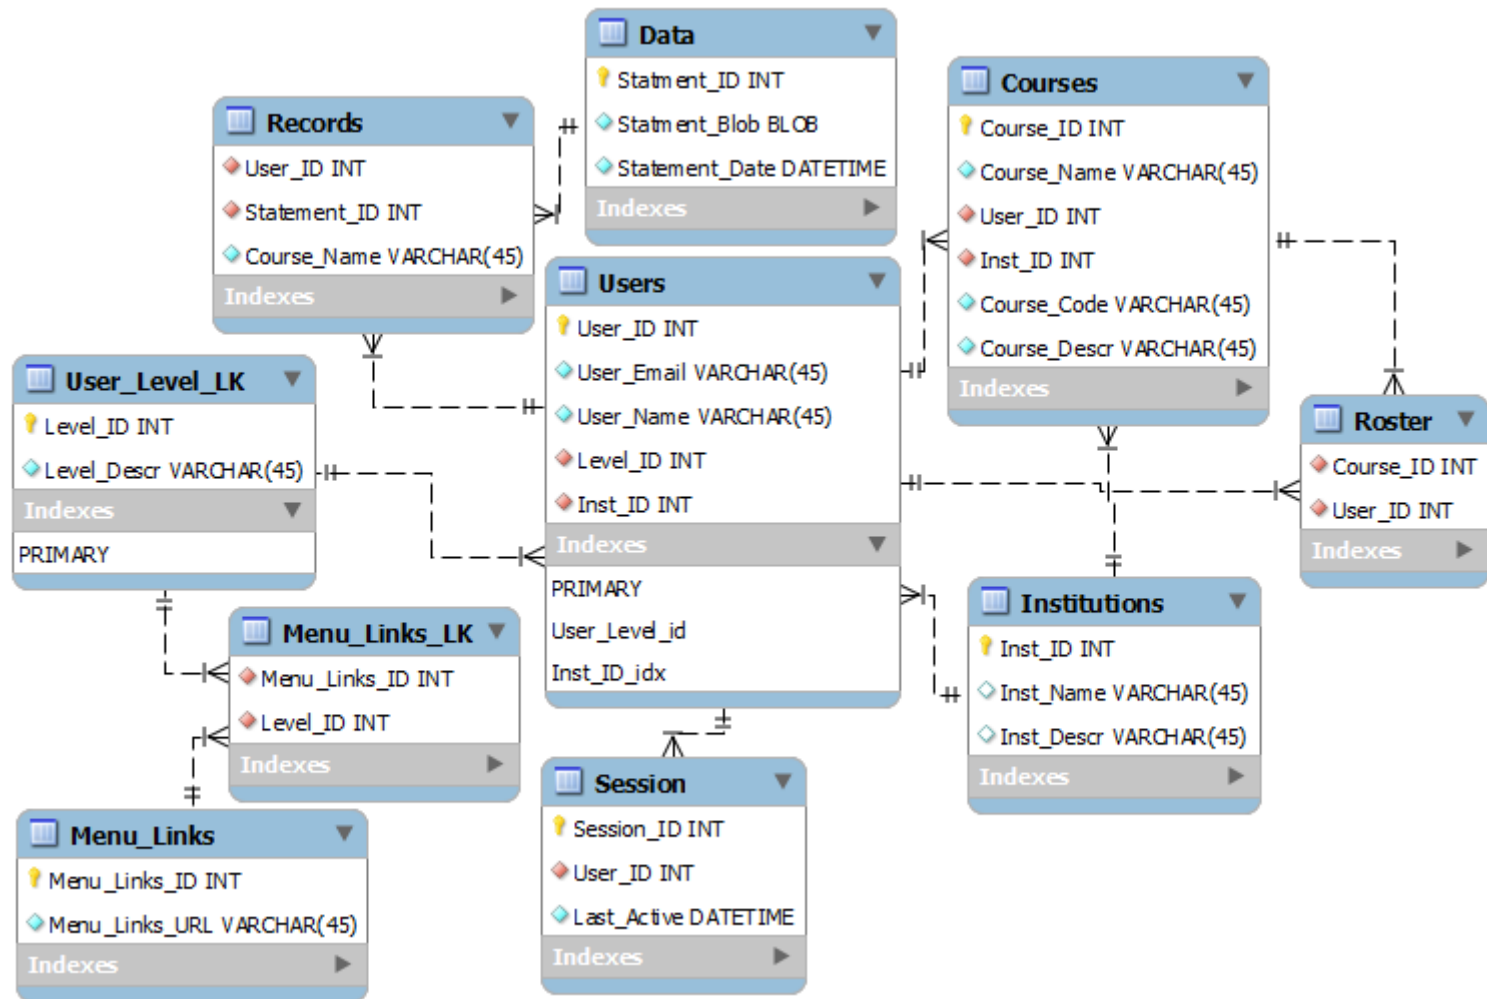 Data
Statment_ID INT
Statment_Blob BLOB
Statement_Date DATETIME
Indexes
Courses
Course_ID INT
Course_Name VARCHAR(45)
User_ID INT
Inst_ID INT
Course_Code VARCHAR(45)
Course_Descr VARCHAR(45)
Indexes
Records
User_ID INT
Statement_ID INT
Course_Name VARCHAR(45)
Indexes
Users
User_ID INT
User_Email VARCHAR(45)
User_Name VARCHAR(45)
Level_ID INT
Inst_ID INT
Indexes
PRIMARY
User_Level_id
Inst_ID_idx
User_Level_LK
Level_ID INT
Level_Descr VARCHAR(45)
Indexes
PRIMARY
Roster
Course_ID INT
User_ID INT
Indexes
Institutions
Inst_ID INT
Inst_Name VARCHAR(45)
Inst_Descr VARCHAR(45)
Indexes
Menu_Links_LK
Menu_Links_ID INT
Level_ID INT
Indexes
Session
Session_ID INT
User_ID INT
Last_Active DATETIME
Indexes
Menu_Links
Menu_Links_ID INT
Menu_Links_URL VARCHAR(45)
Indexes